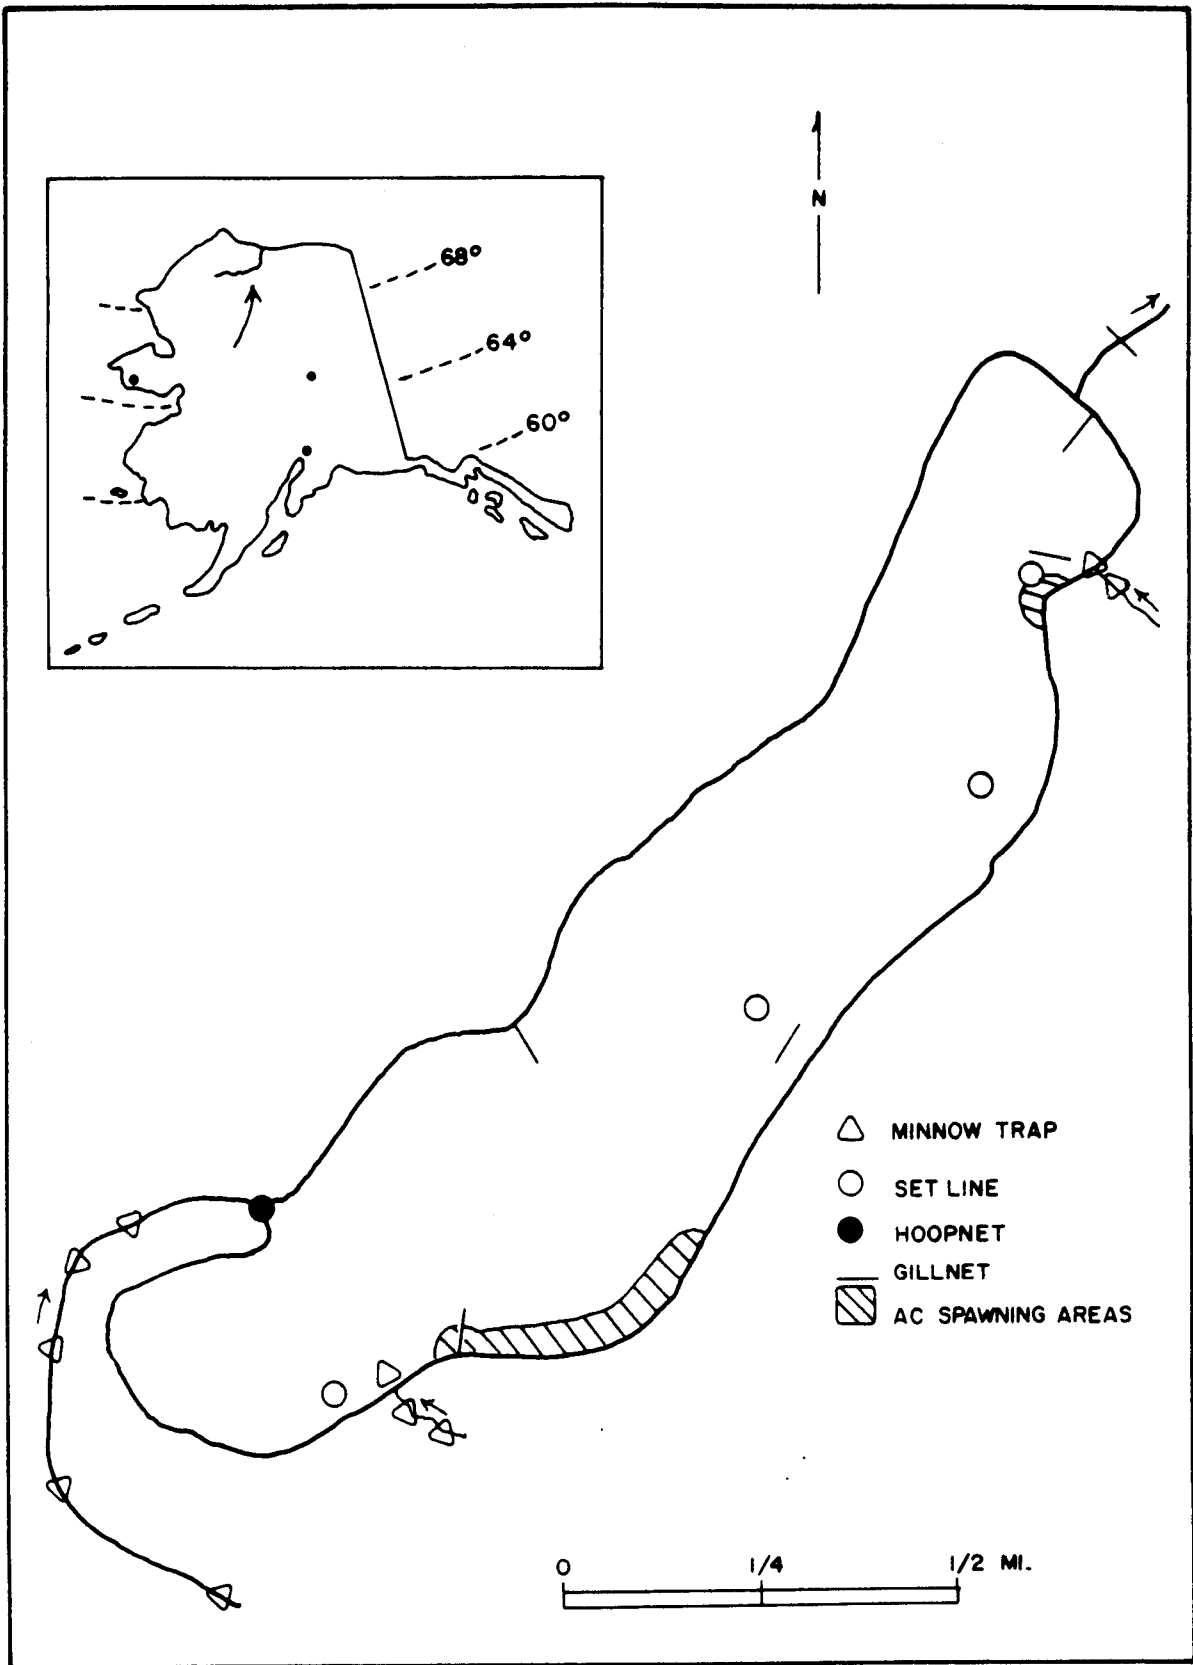 N
68°
64°
60°
MINNOW TRAP
SET LINE
HOOPNET
GILLNET
AC SPAWNING AREAS
0 1/4 1/2 MI.